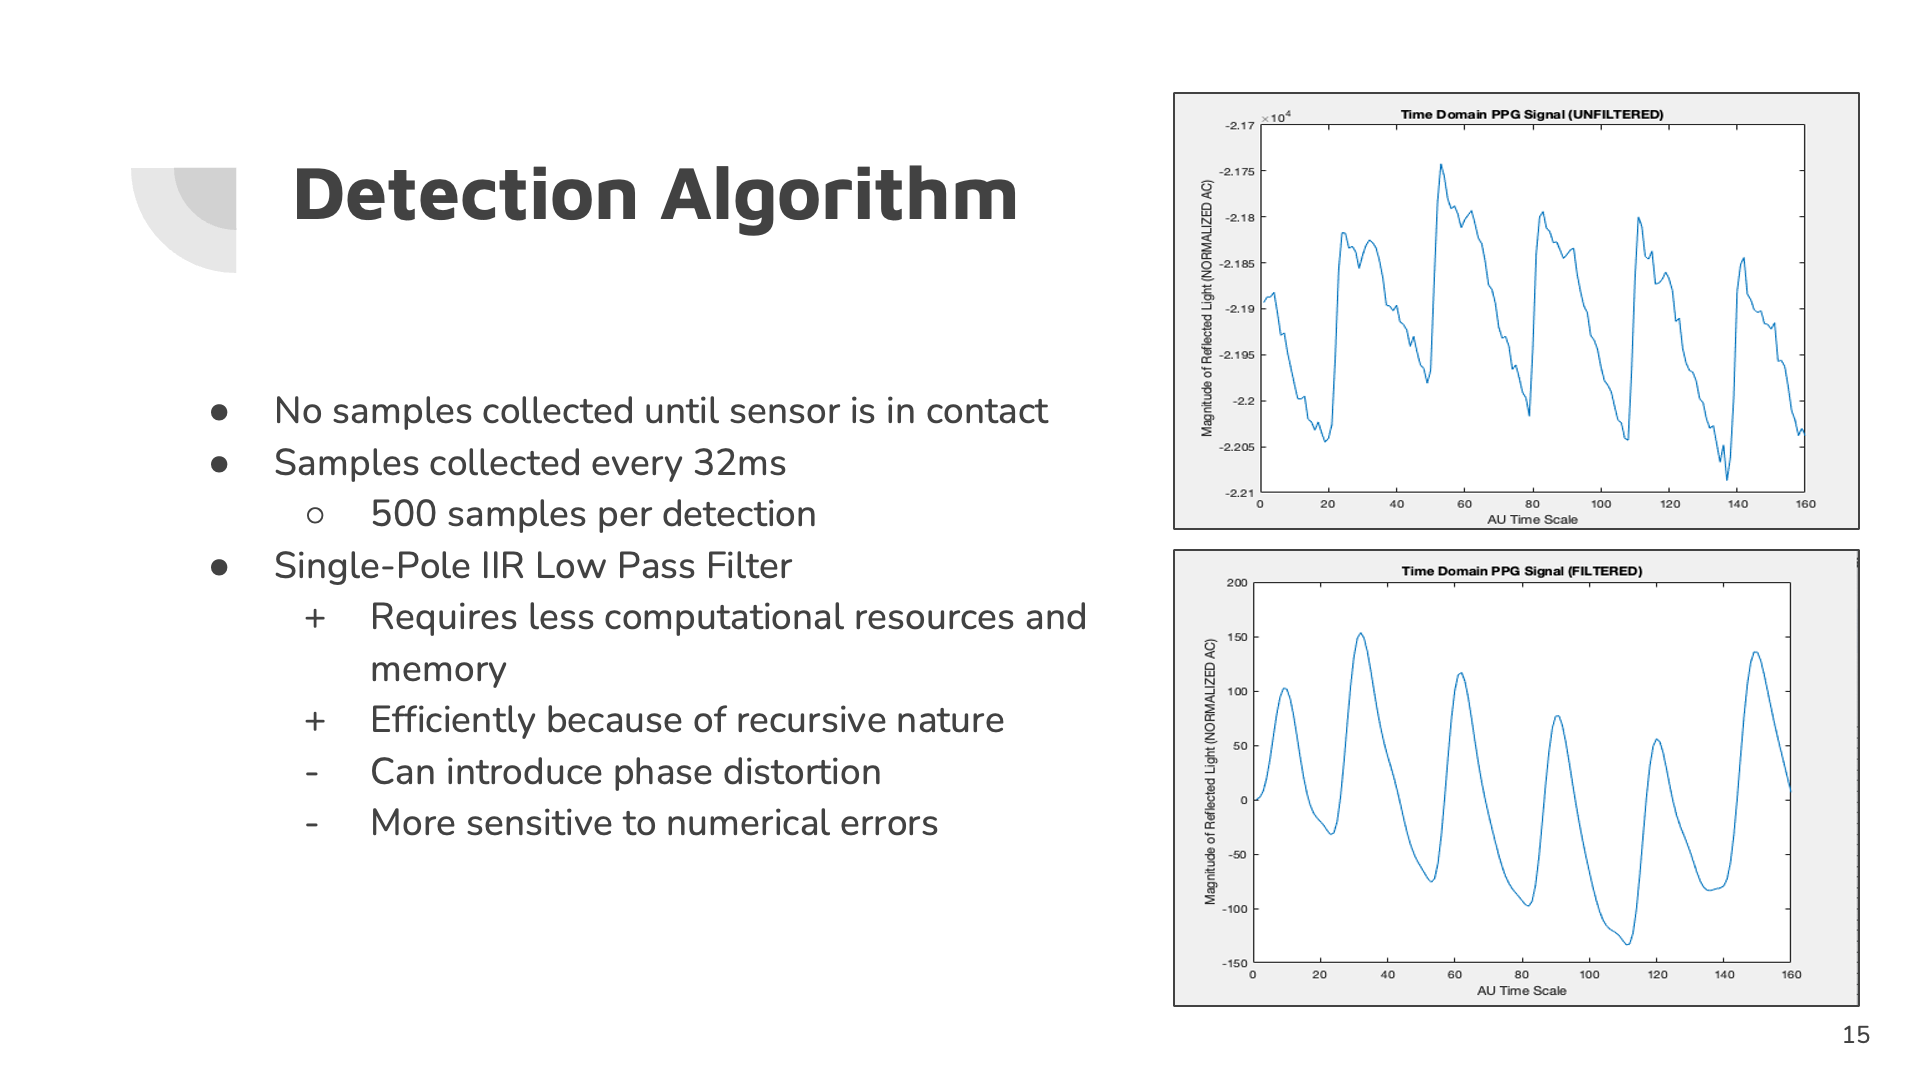 Detection Algorithm
● No samples collected until sensor is in contact
● Samples collected every 32ms
○ 500 samples per detection
● Single-Pole IIR Low Pass Filter
+ Requires less computational resources and
memory
+ Efficiently because of recursive nature
- Can introduce phase distortion
- More sensitive to numerical errors
Time Domain PPG Signal (UNFILTERED)
×10⁴
Magnitude of Reflected Light (NORMALIZED AC)
-2.17
-2.175
-2.18
-2.185
-2.19
-2.195
-2.2
-2.205
-2.21
0 20 40 60 80 100 120 140 160
AU Time Scale
Time Domain PPG Signal (FILTERED)
Magnitude of Reflected Light (NORMALIZED AC)
200
150
100
50
0
-50
-100
-150
0 20 40 60 80 100 120 140 160
AU Time Scale
15